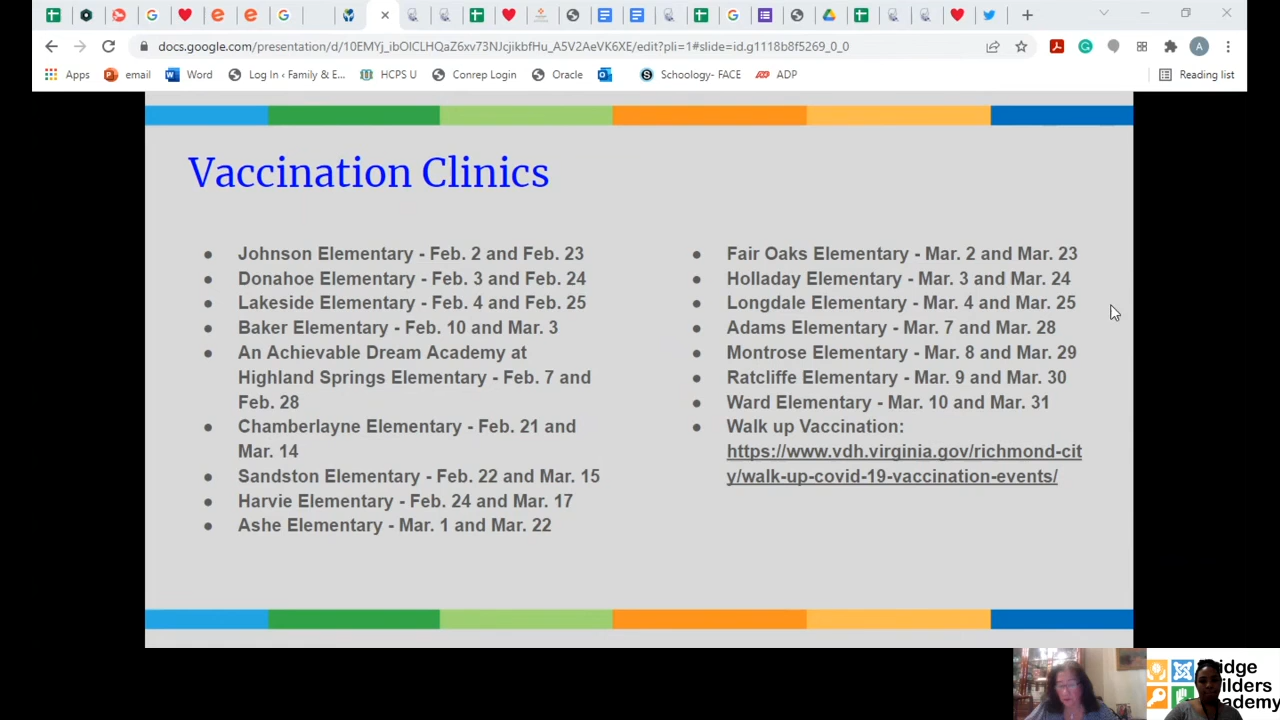 docs.google.com/presentation/d/10EMYj_ibOICLHQaZ6xv73NJcjikbfHu_A5V2AeVK6XE/edit?pli=1#slide=id.g1118b8f5269_0_0
A
Apps email Word Log In ‹ Family & E... HCPS U Conrep Login Oracle Schoology- FACE ADP Reading list
Vaccination Clinics
● Johnson Elementary - Feb. 2 and Feb. 23
● Donahoe Elementary - Feb. 3 and Feb. 24
● Lakeside Elementary - Feb. 4 and Feb. 25
● Baker Elementary - Feb. 10 and Mar. 3
● An Achievable Dream Academy at
Highland Springs Elementary - Feb. 7 and
Feb. 28
● Chamberlayne Elementary - Feb. 21 and
Mar. 14
● Sandston Elementary - Feb. 22 and Mar. 15
● Harvie Elementary - Feb. 24 and Mar. 17
● Ashe Elementary - Mar. 1 and Mar. 22
● Fair Oaks Elementary - Mar. 2 and Mar. 23
● Holladay Elementary - Mar. 3 and Mar. 24
● Longdale Elementary - Mar. 4 and Mar. 25
● Adams Elementary - Mar. 7 and Mar. 28
● Montrose Elementary - Mar. 8 and Mar. 29
● Ratcliffe Elementary - Mar. 9 and Mar. 30
● Ward Elementary - Mar. 10 and Mar. 31
● Walk up Vaccination:
https://www.vdh.virginia.gov/richmond-cit
y/walk-up-covid-19-vaccination-events/
ridge
ilders
cademy